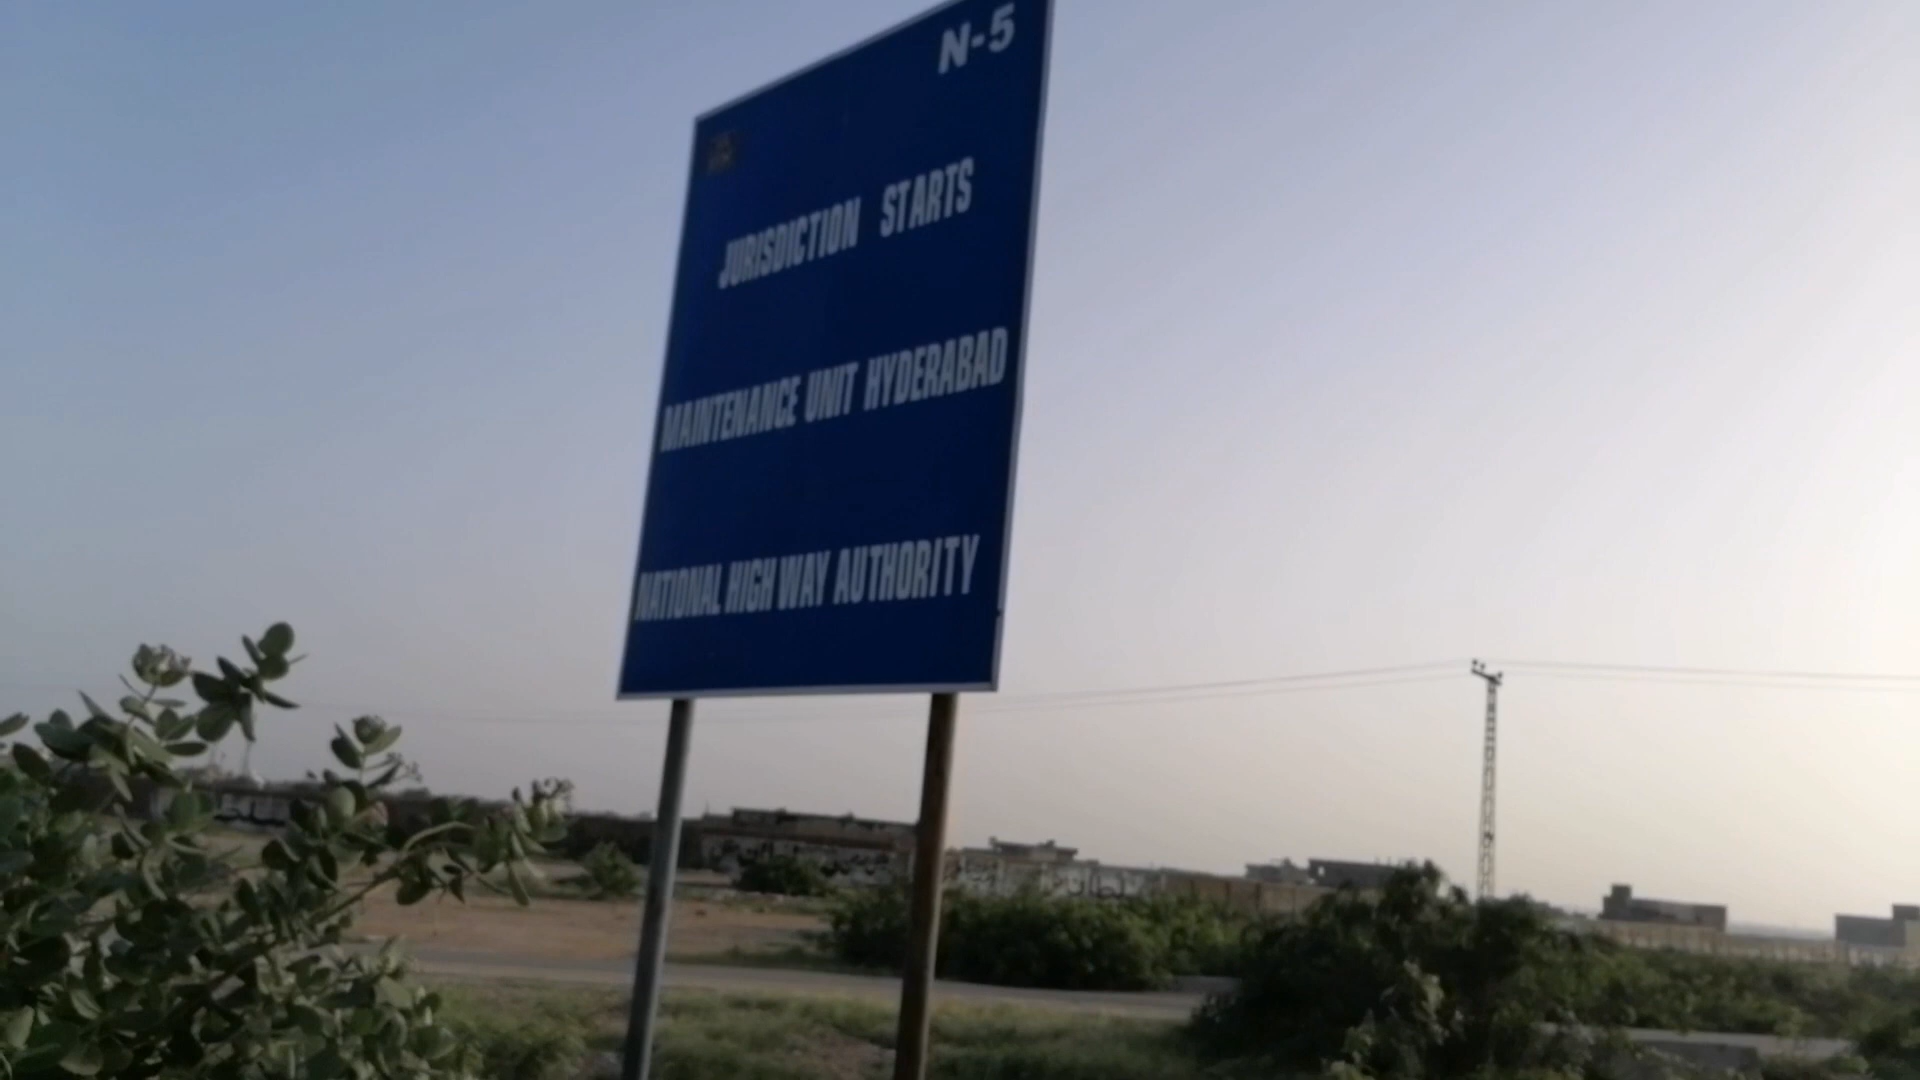 N-5
JURISDICTION STARTS
MAINTENANCE UNIT HYDERABAD
NATIONAL HIGH WAY AUTHORITY